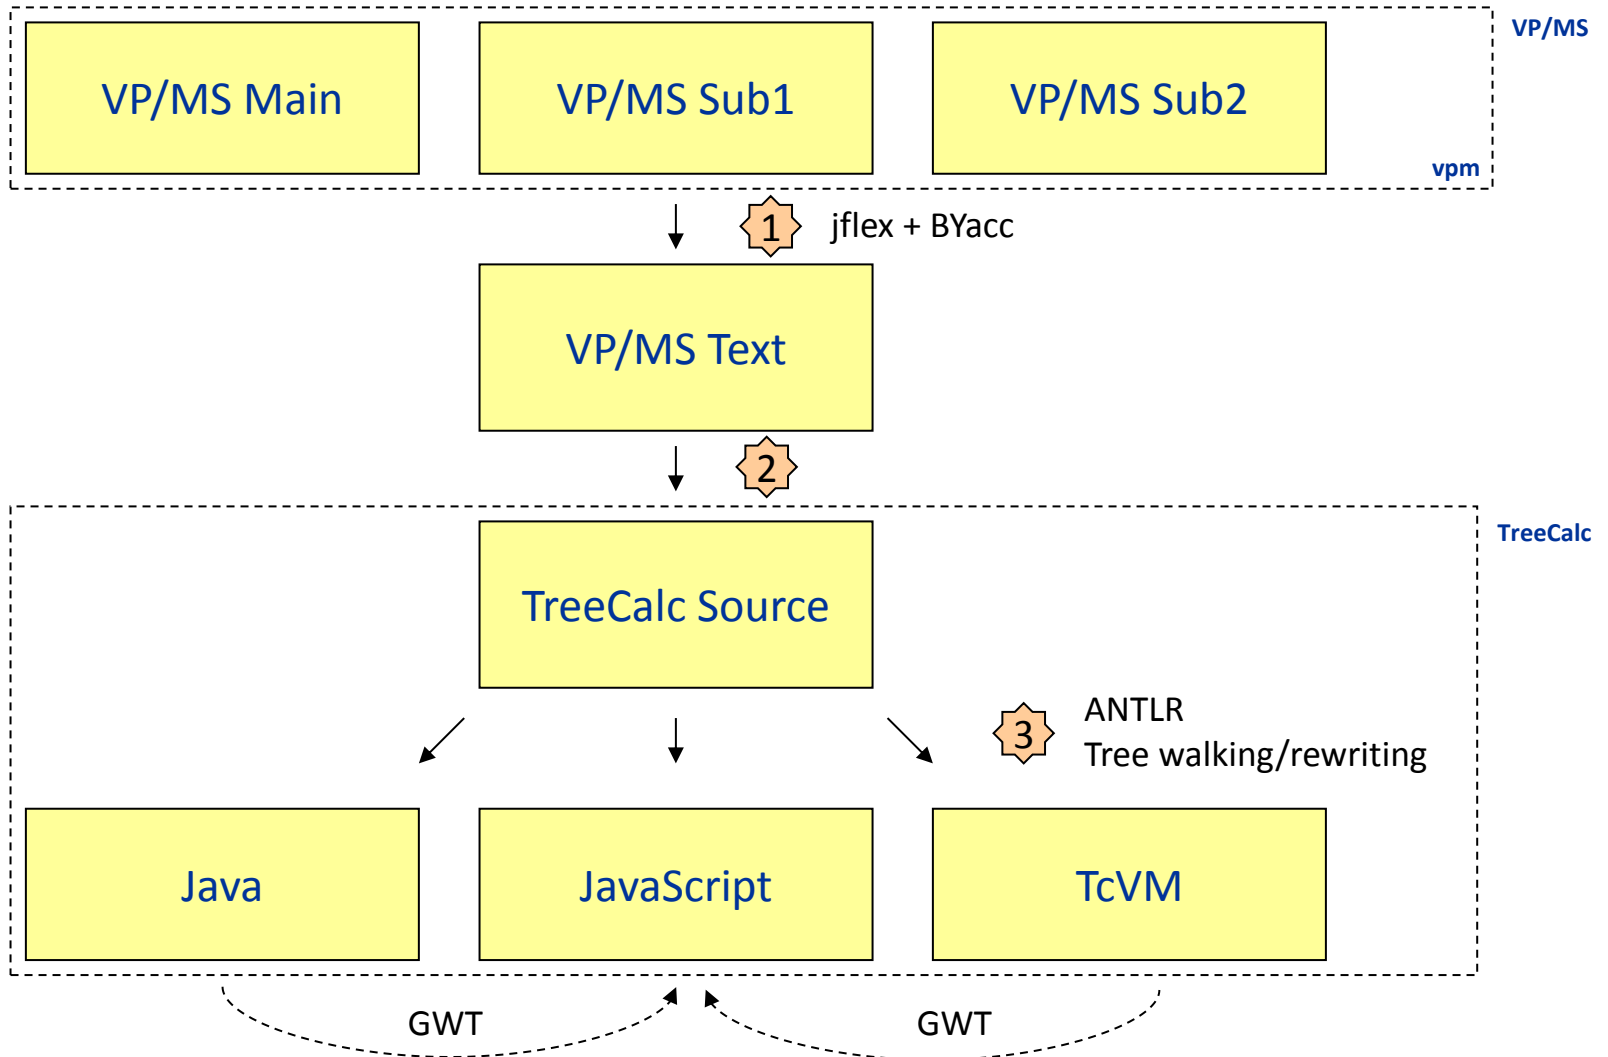 VP/MS
VP/MS Main
VP/MS Sub1
VP/MS Sub2
vpm
1
jflex + BYacc
VP/MS Text
2
TreeCalc
TreeCalc Source
3
ANTLR
Tree walking/rewriting
Java
JavaScript
TcVM
GWT
GWT